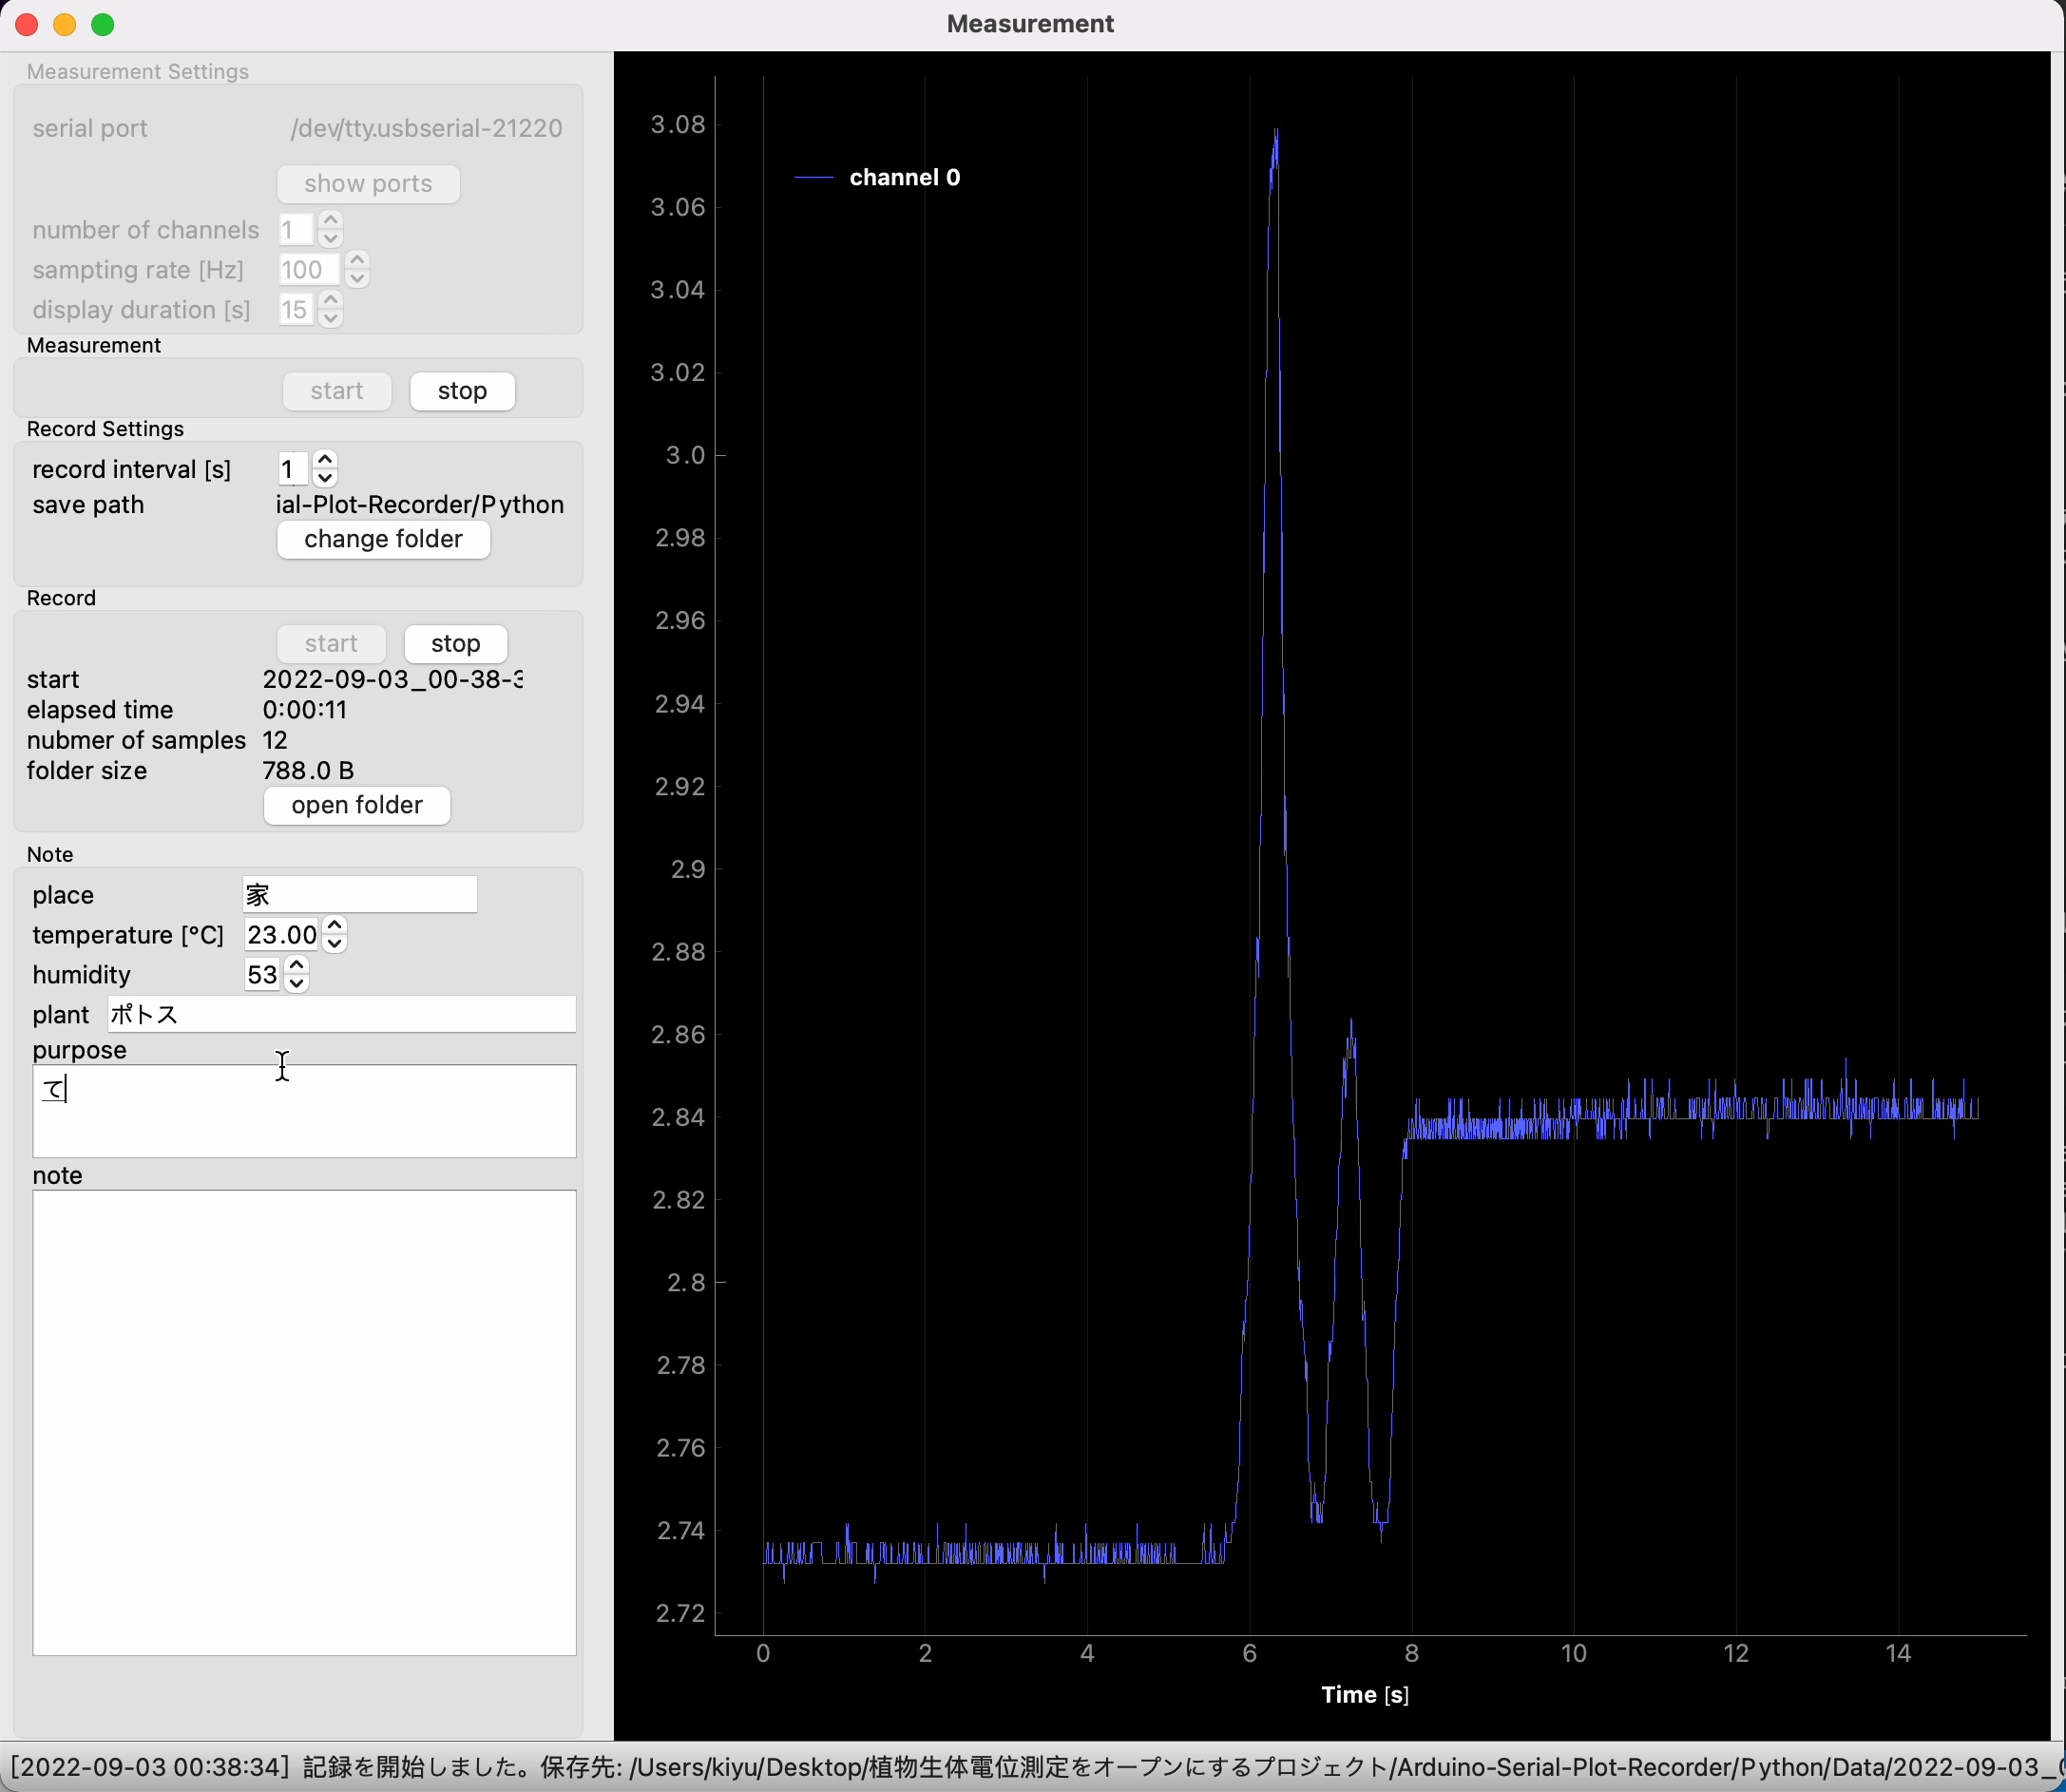 Measurement
Measurement Settings
serial port /dev/tty.usbserial-21220
show ports
number of channels 1
sampting rate [Hz] 100
display duration [s] 15
Measurement
start stop
Record Settings
record interval [s] 1
save path ial-Plot-Recorder/Python
change folder
Record
start stop
start 2022-09-03_00-38-3
elapsed time 0:00:11
nubmer of samples 12
folder size 788.0 B
open folder
Note
place 家
temperature [°C] 23.00
humidity 53
plant ポトス
purpose
て
note
channel 0
3.08
3.06
3.04
3.02
3.0
2.98
2.96
2.94
2.92
2.9
2.88
2.86
2.84
2.82
2.8
2.78
2.76
2.74
2.72
0 2 4 6 8 10 12 14
Time [s]
[2022-09-03 00:38:34] 記録を開始しました。保存先: /Users/kiyu/Desktop/植物生体電位測定をオープンにするプロジェクト/Arduino-Serial-Plot-Recorder/Python/Data/2022-09-03_